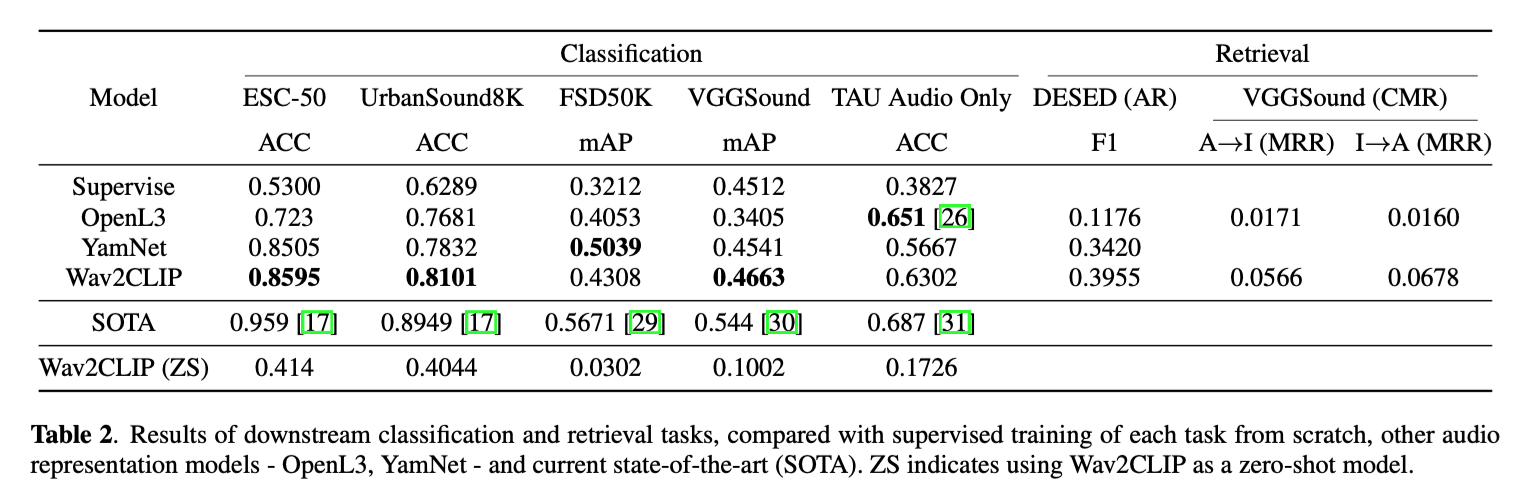 Classification Retrieval
Model ESC-50 UrbanSound8K FSD50K VGGSound TAU Audio Only DESED (AR) VGGSound (CMR)
ACC ACC mAP mAP ACC F1 A→I (MRR) I→A (MRR)
Supervise 0.5300 0.6289 0.3212 0.4512 0.3827
OpenL3 0.723 0.7681 0.4053 0.3405 0.651 [26] 0.1176 0.0171 0.0160
YamNet 0.8505 0.7832 0.5039 0.4541 0.5667 0.3420
Wav2CLIP 0.8595 0.8101 0.4308 0.4663 0.6302 0.3955 0.0566 0.0678
SOTA 0.959 [17] 0.8949 [17] 0.5671 [29] 0.544 [30] 0.687 [31]
Wav2CLIP (ZS) 0.414 0.4044 0.0302 0.1002 0.1726
Table 2. Results of downstream classification and retrieval tasks, compared with supervised training of each task from scratch, other audio
representation models - OpenL3, YamNet - and current state-of-the-art (SOTA). ZS indicates using Wav2CLIP as a zero-shot model.